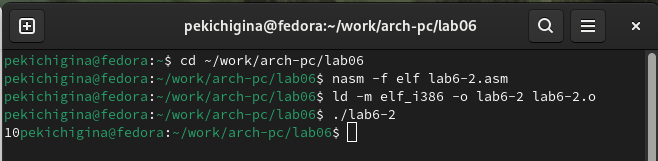 pekichigina@fedora:~/work/arch-pc/lab06
pekichigina@fedora:~$ cd ~/work/arch-pc/lab06
pekichigina@fedora:~/work/arch-pc/lab06$ nasm -f elf lab6-2.asm
pekichigina@fedora:~/work/arch-pc/lab06$ ld -m elf_i386 -o lab6-2 lab6-2.o
pekichigina@fedora:~/work/arch-pc/lab06$ ./lab6-2
10pekichigina@fedora:~/work/arch-pc/lab06$